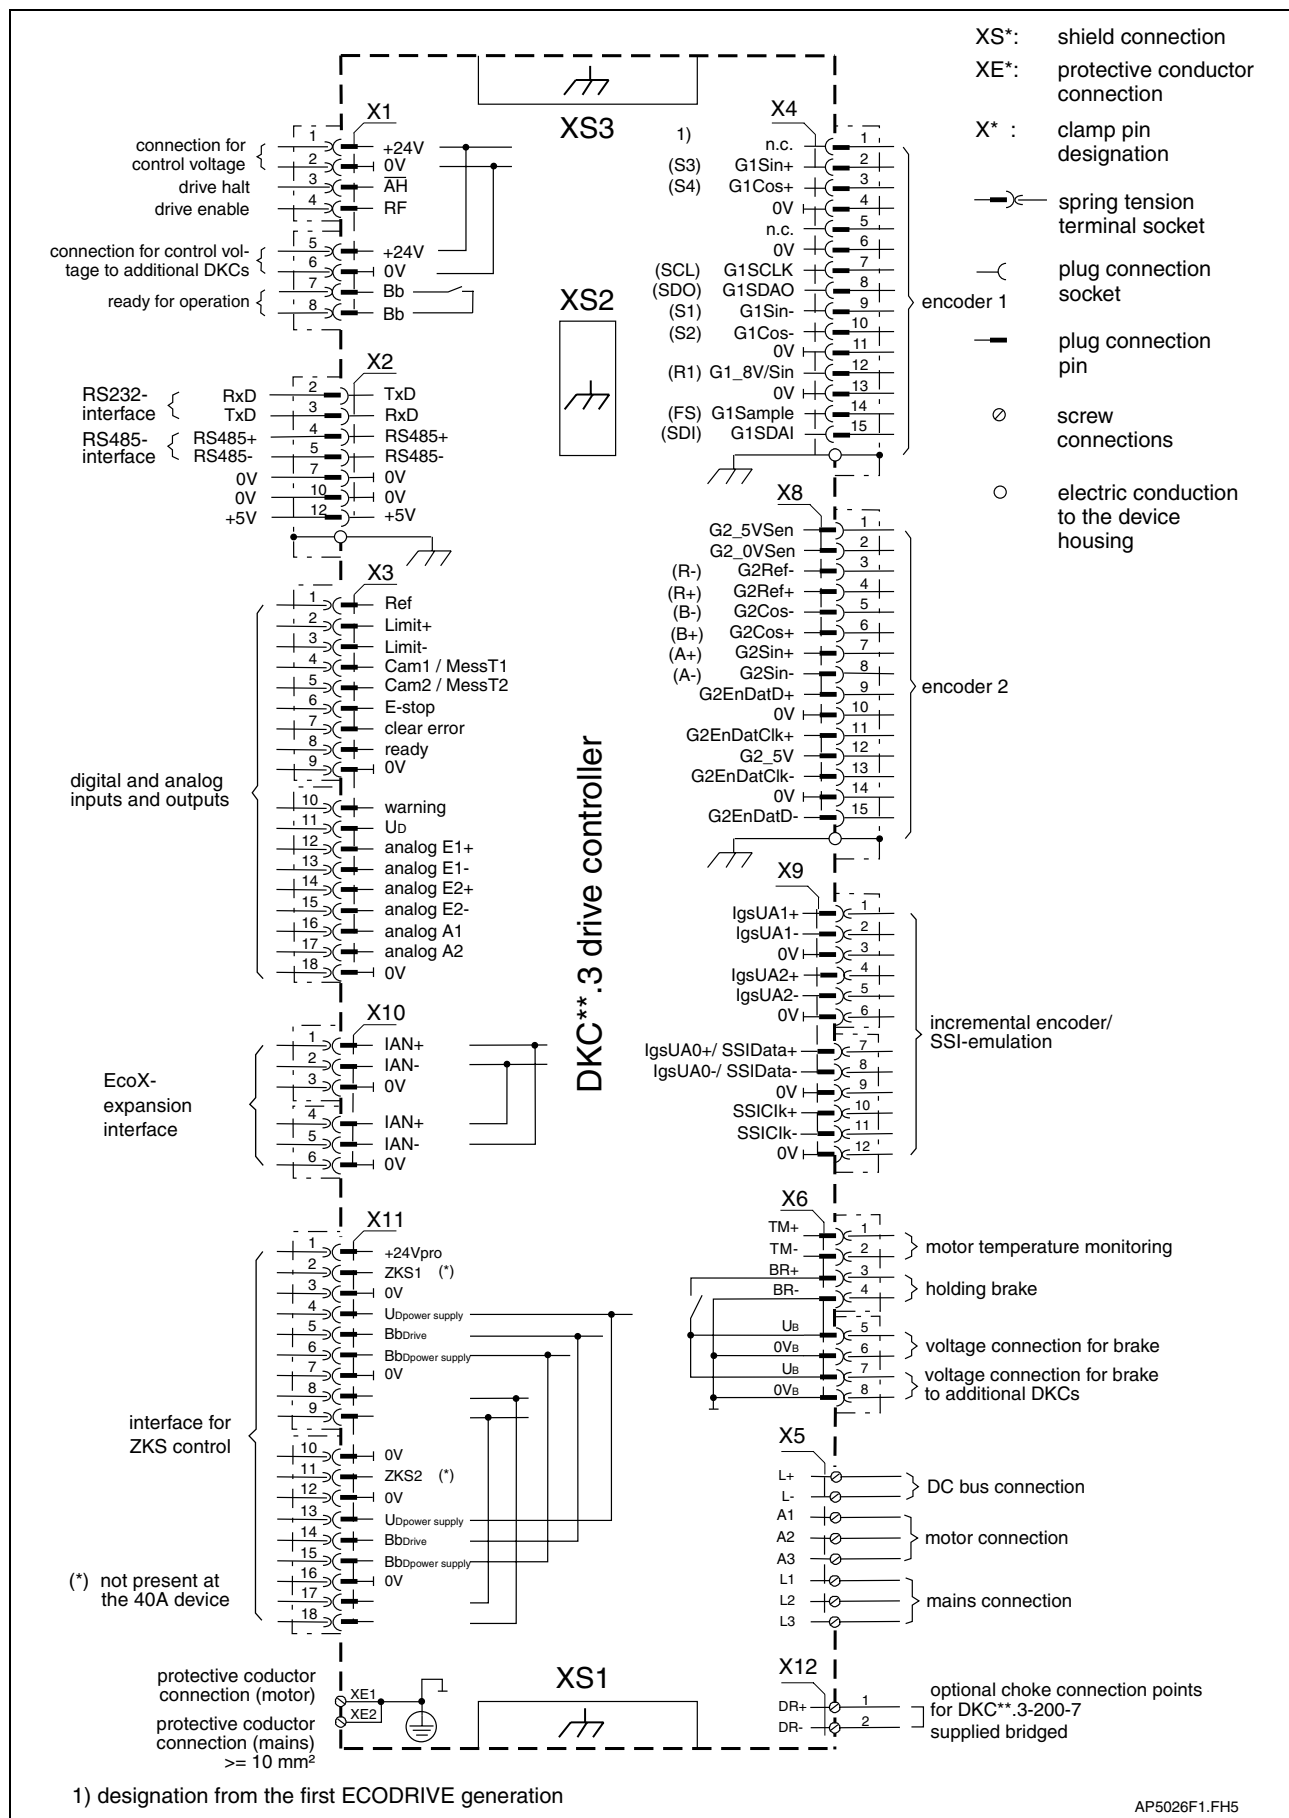 XS*: shield connection
XE*: protective conductor
connection
X* : clamp pin
designation
spring tension
terminal socket
plug connection
socket
plug connection
pin
screw
connections
electric conduction
to the device
housing
XS3
XS2
DKC**.3 drive controller
X1
connection for
control voltage
1 +24V
2 0V
drive halt 3 AH
drive enable 4 RF
connection for control vol-
tage to additional DKCs
5 +24V
6 0V
ready for operation
7 Bb
8 Bb
X2
RS232-
interface
RxD 2 TxD
TxD 3 RxD
RS485-
interface
RS485+ 4 RS485+
RS485- 5 RS485-
0V 7 0V
0V 10 0V
+5V 12 +5V
X3
digital and analog
inputs and outputs
1 Ref
2 Limit+
3 Limit-
4 Cam1 / MessT1
5 Cam2 / MessT2
6 E-stop
7 clear error
8 ready
9 0V
10 warning
11 UD
12 analog E1+
13 analog E1-
14 analog E2+
15 analog E2-
16 analog A1
17 analog A2
18 0V
X10
EcoX-
expansion
interface
1 IAN+
2 IAN-
3 0V
4 IAN+
5 IAN-
6 0V
X11
interface for
ZKS control
1 +24Vpro
2 ZKS1 (*)
3 0V
4 UDpower supply
5 BbDrive
6 BbDpower supply
7 0V
8
9
10 0V
11 ZKS2 (*)
12 0V
13 UDpower supply
14 BbDrive
15 BbDpower supply
16 0V
17
18
(*) not present at
the 40A device
protective coductor
connection (motor)
XE1
XE2
protective coductor
connection (mains)
>= 10 mm²
XS1
X4
1) n.c. 1
(S3) G1Sin+ 2
(S4) G1Cos+ 3
0V 4
n.c. 5
0V 6
(SCL) G1SCLK 7
(SDO) G1SDAO 8
(S1) G1Sin- 9
(S2) G1Cos- 10
0V 11
(R1) G1_8V/Sin 12
0V 13
(FS) G1Sample 14
(SDI) G1SDAI 15
encoder 1
X8
G2_5VSen 1
G2_0VSen 2
(R-) G2Ref- 3
(R+) G2Ref+ 4
(B-) G2Cos- 5
(B+) G2Cos+ 6
(A+) G2Sin+ 7
(A-) G2Sin- 8
G2EnDatD+ 9
0V 10
G2EnDatClk+ 11
G2_5V 12
G2EnDatClk- 13
0V 14
G2EnDatD- 15
encoder 2
X9
IgsUA1+ 1
IgsUA1- 2
0V 3
IgsUA2+ 4
IgsUA2- 5
0V 6
IgsUA0+/ SSIData+ 7
IgsUA0-/ SSIData- 8
0V 9
SSIClk+ 10
SSIClk- 11
0V 12
incremental encoder/
SSI-emulation
X6
TM+ 1
TM- 2
motor temperature monitoring
BR+ 3
BR- 4
holding brake
UB 5
0VB 6
voltage connection for brake
UB 7
0VB 8
voltage connection for brake
to additional DKCs
X5
L+
L-
DC bus connection
A1
A2
A3
motor connection
L1
L2
L3
mains connection
X12
DR+ 1
DR- 2
optional choke connection points
for DKC**.3-200-7
supplied bridged
1) designation from the first ECODRIVE generation
AP5026F1.FH5